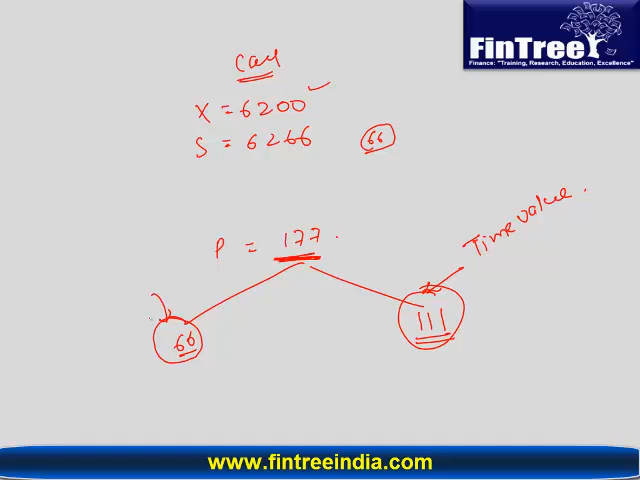 FinTree
Finance: "Training, Research, Education, Excellence"
Call
X = 6200
S = 6266
66
P = 177
Time value.
66
111
www.fintreeindia.com